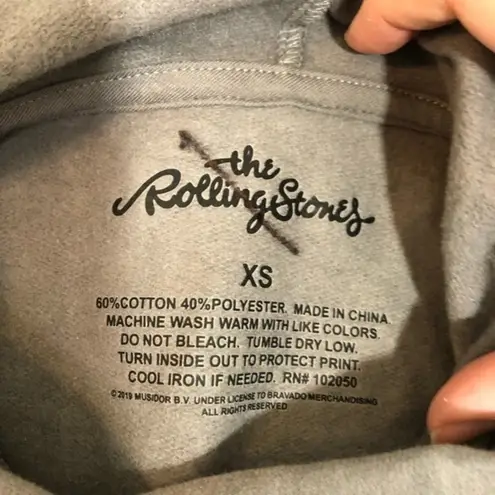 the
Rolling Stones
XS
60%COTTON 40%POLYESTER. MADE IN CHINA
MACHINE WASH WARM WITH LIKE COLORS.
DO NOT BLEACH. TUMBLE DRY LOW.
TURN INSIDE OUT TO PROTECT PRINT.
COOL IRON IF NEEDED. RN# 102050
© 2019 MUSIDOR B.V. UNDER LICENSE TO BRAVADO MERCHANDISING
ALL RIGHTS RESERVED